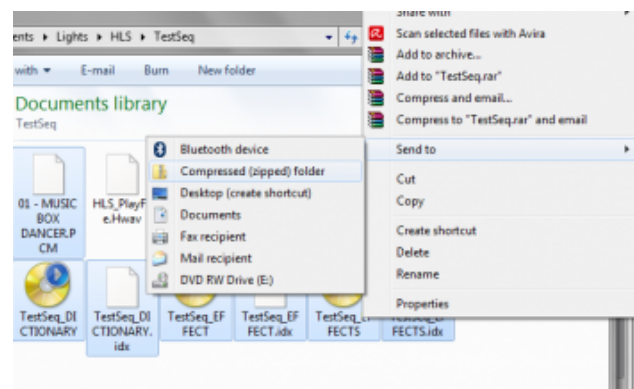 Share with
ents ▸ Lights ▸ HLS ▸ TestSeq
Scan selected files with Avira
Add to archive...
Add to "TestSeq.rar"
Compress and email...
Compress to "TestSeq.rar" and email
Send to
Cut
Copy
Create shortcut
Delete
Rename
Properties
with
E-mail
Burn
New folder
Documents library
TestSeq
Bluetooth device
Compressed (zipped) folder
Desktop (create shortcut)
Documents
Fax recipient
Mail recipient
DVD RW Drive (E:)
01 - MUSIC
BOX
DANCER.P
CM
HLS_PlayF
e.Hwav
TestSeq_DI
CTIONARY
TestSeq_DI
CTIONARY.
idx
TestSeq_EF
FECT
TestSeq_EF
FECT.idx
TestSeq_EF
FECTS
FECTS.idx